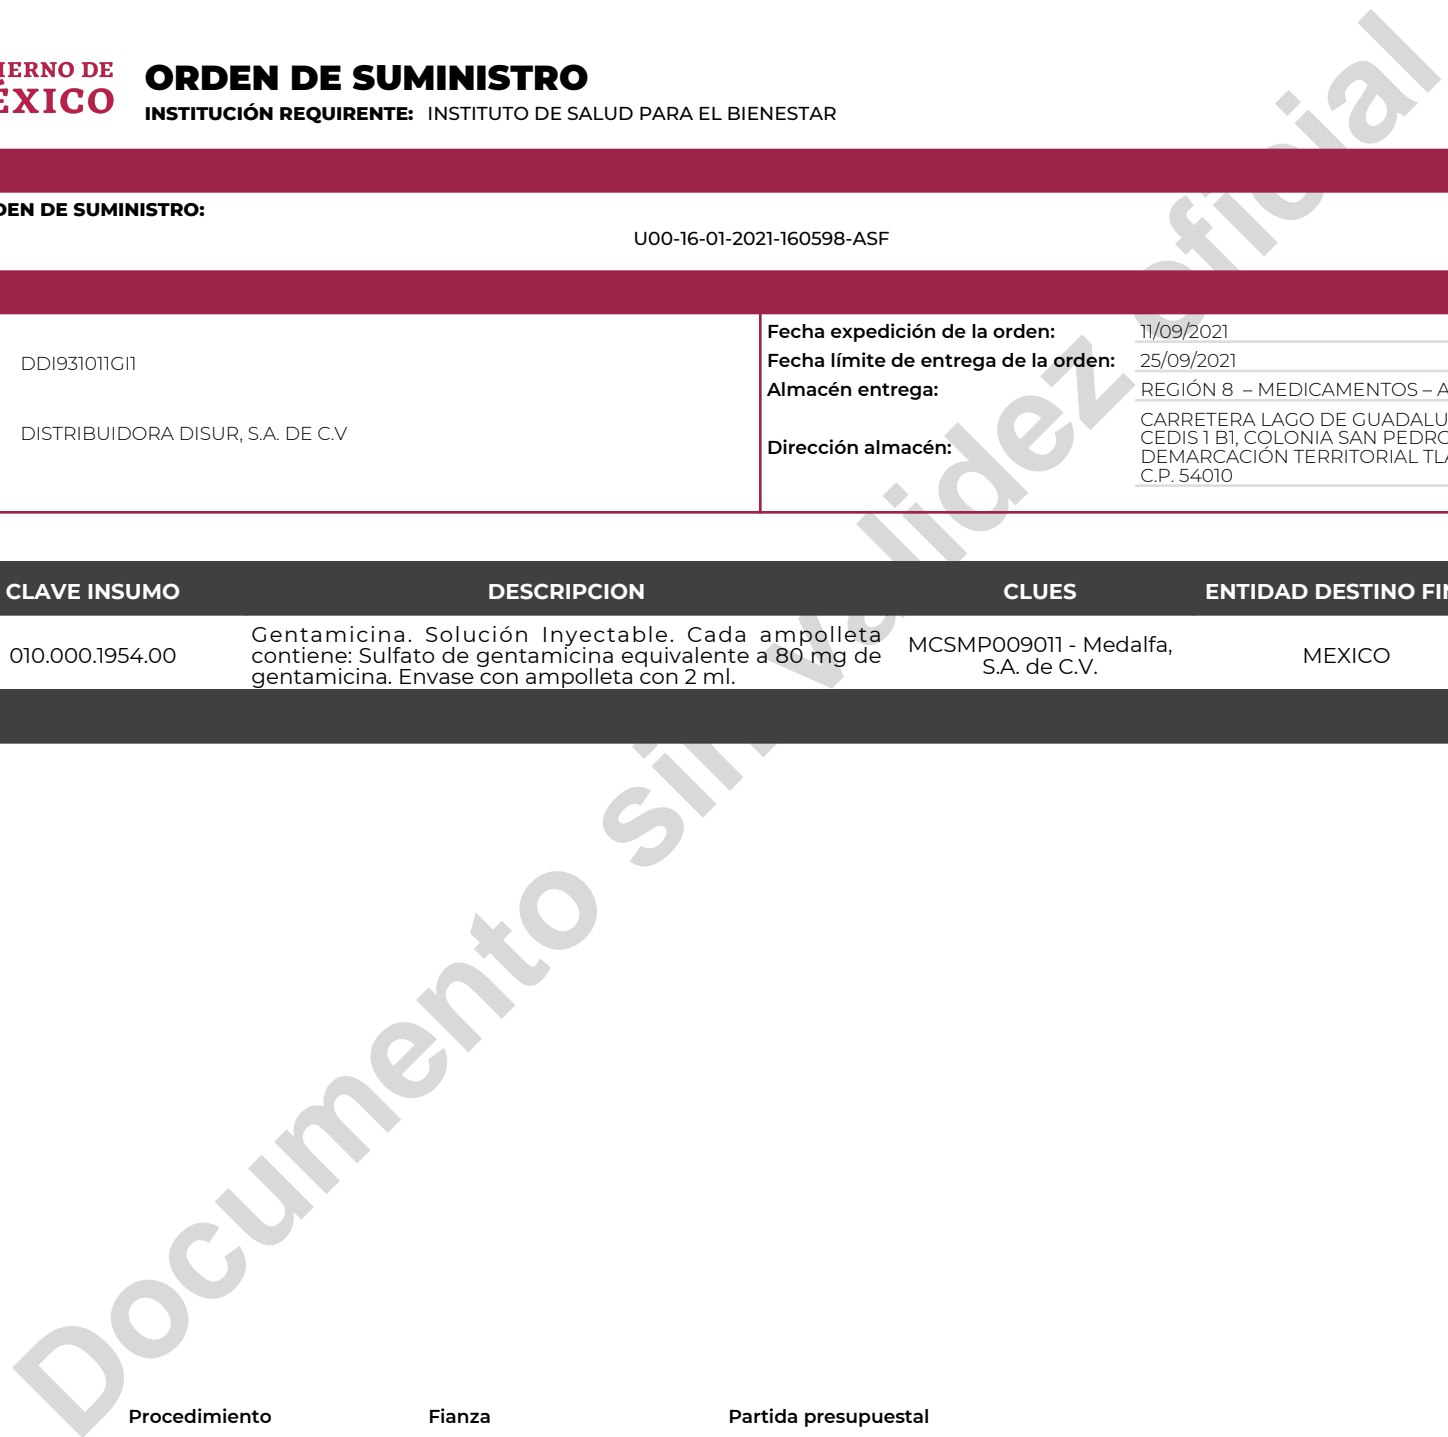 IERNO DE
ÉXICO
ORDEN DE SUMINISTRO
INSTITUCIÓN REQUIRENTE: INSTITUTO DE SALUD PARA EL BIENESTAR
DEN DE SUMINISTRO:
U00-16-01-2021-160598-ASF
DDI931011GI1
DISTRIBUIDORA DISUR, S.A. DE C.V
Fecha expedición de la orden: 11/09/2021
Fecha límite de entrega de la orden: 25/09/2021
Almacén entrega: REGIÓN 8 – MEDICAMENTOS – A
Dirección almacén: CARRETERA LAGO DE GUADALU
CEDIS 1 B1, COLONIA SAN PEDRO
DEMARCACIÓN TERRITORIAL TLA
C.P. 54010
CLAVE INSUMO DESCRIPCION CLUES ENTIDAD DESTINO FIN
010.000.1954.00
Gentamicina. Solución Inyectable. Cada ampolleta
contiene: Sulfato de gentamicina equivalente a 80 mg de
gentamicina. Envase con ampolleta con 2 ml.
MCSMP009011 - Medalfa,
S.A. de C.V.
MEXICO
Documento sin validez oficial
Procedimiento Fianza Partida presupuestal